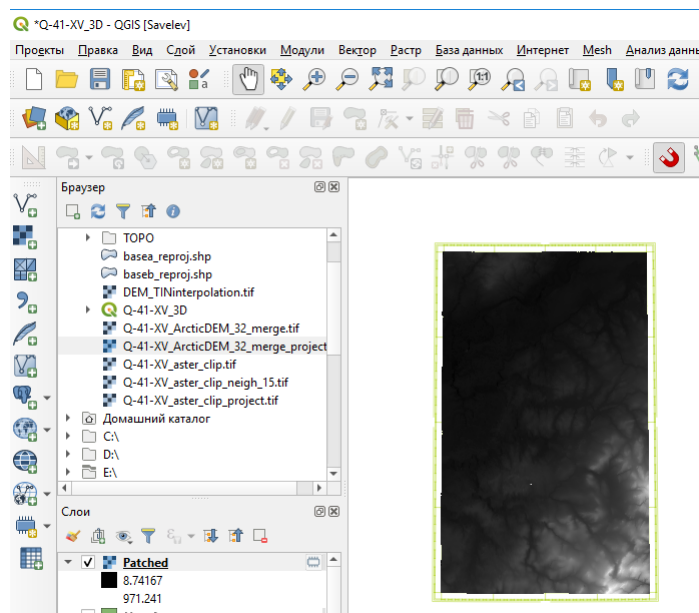 *Q-41-XV_3D - QGIS [Savelev]
Проекты Правка Вид Слой Установки Модули Вектор Растр База данных Интернет Mesh Анализ данны
1:1
a
Браузер
TOPO
basea_reproj.shp
baseb_reproj.shp
DEM_TINinterpolation.tif
Q-41-XV_3D
Q-41-XV_ArcticDEM_32_merge.tif
Q-41-XV_ArcticDEM_32_merge_project
Q-41-XV_aster_clip.tif
Q-41-XV_aster_clip_neigh_15.tif
Q-41-XV_aster_clip_project.tif
Домашний каталог
C:\
D:\
E:\
Слои
Patched
8.74167
971.241